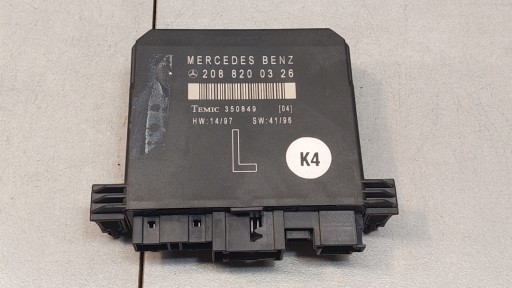 MERCEDES BENZ
208 820 03 26
TEMIC 350849 [04]
HW:14/97 SW:41/96
L
K4